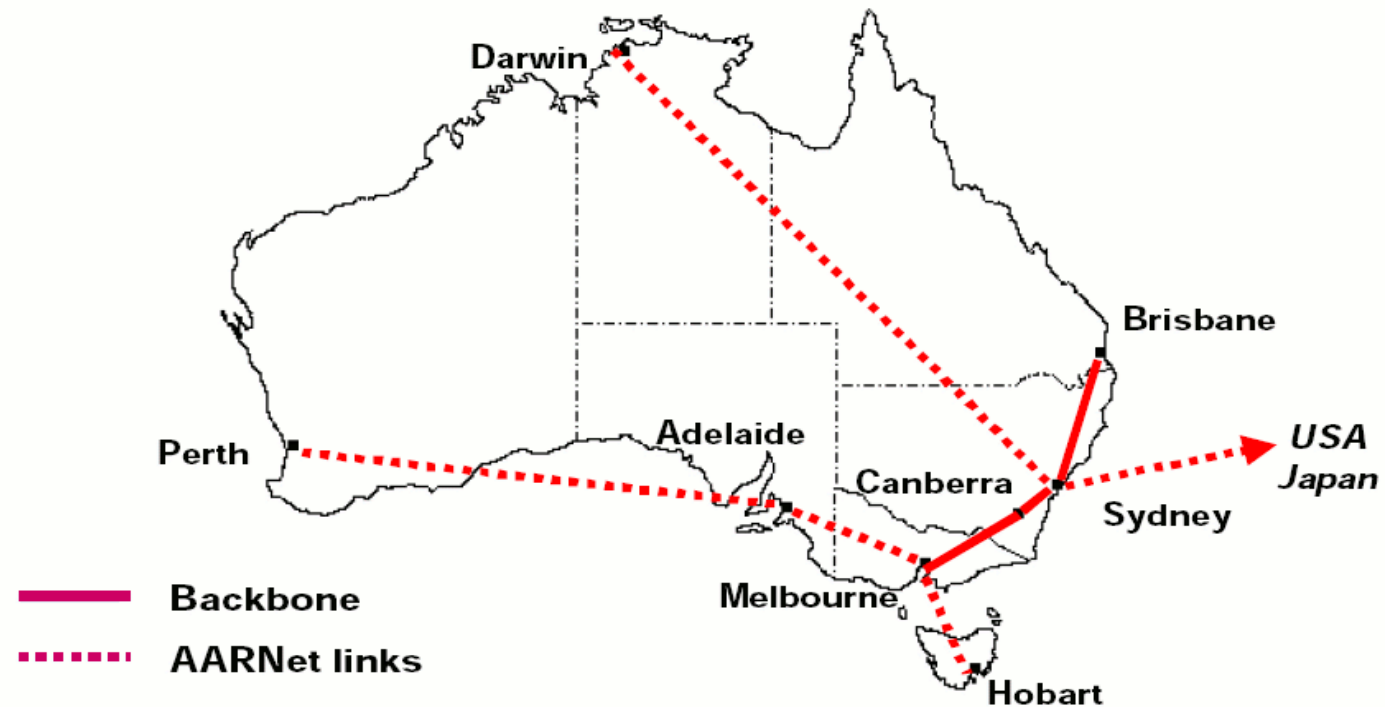 Darwin
Brisbane
Adelaide
Perth
USA
Japan
Canberra
Sydney
Melbourne
Backbone
AARNet links
Hobart